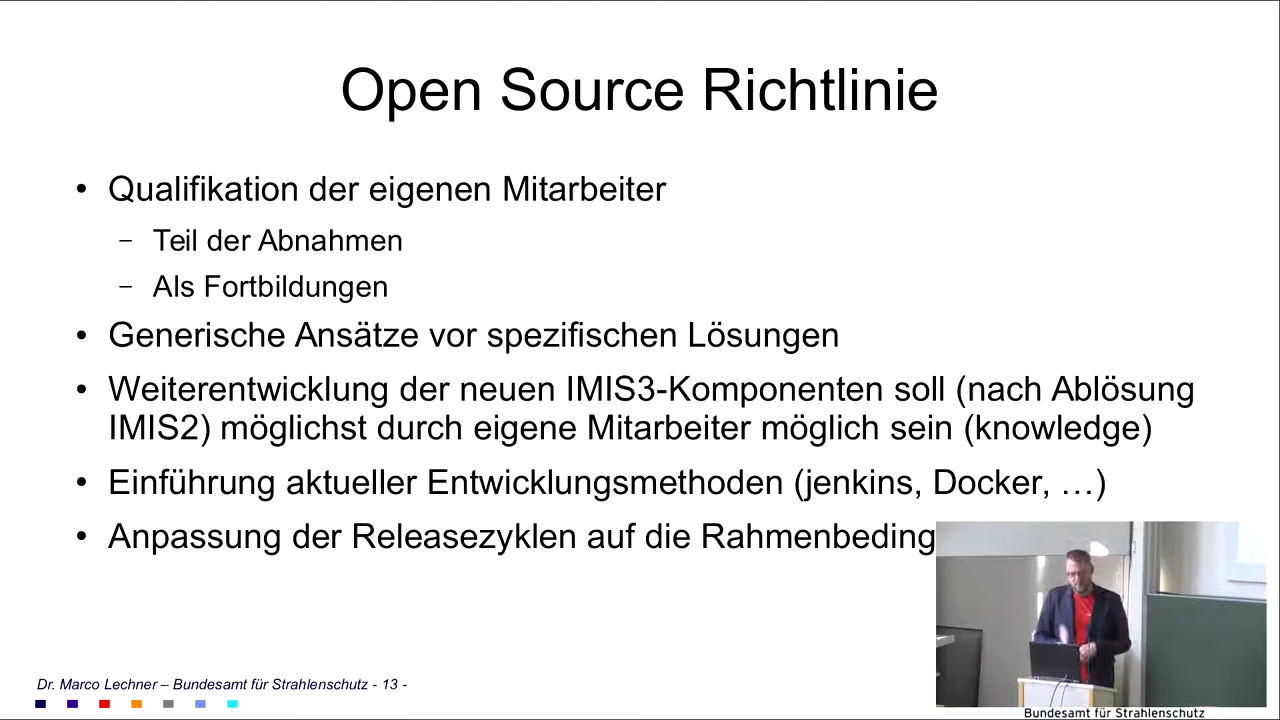 Open Source Richtlinie
• Qualifikation der eigenen Mitarbeiter
– Teil der Abnahmen
– Als Fortbildungen
• Generische Ansätze vor spezifischen Lösungen
• Weiterentwicklung der neuen IMIS3-Komponenten soll (nach Ablösung
IMIS2) möglichst durch eigene Mitarbeiter möglich sein (knowledge)
• Einführung aktueller Entwicklungsmethoden (jenkins, Docker, …)
• Anpassung der Releasezyklen auf die Rahmenbeding
Dr. Marco Lechner – Bundesamt für Strahlenschutz - 13 -
Bundesamt für Strahlenschutz